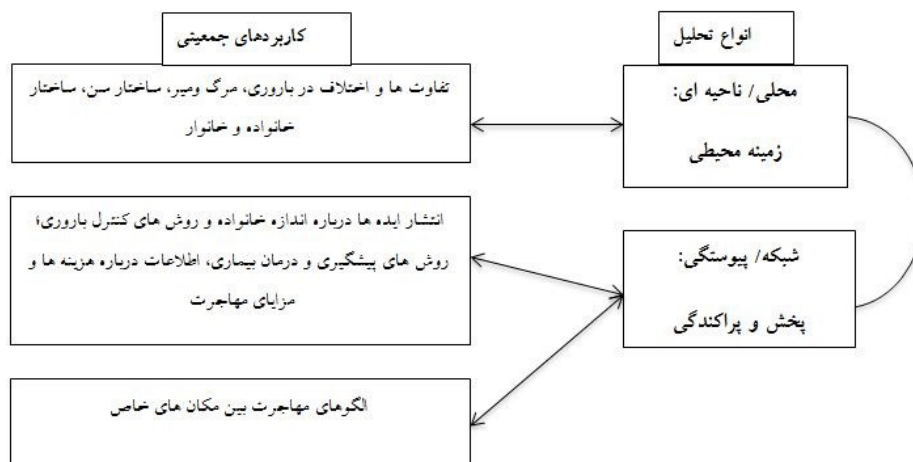 انواع تحلیل
کاربردهای جمعیتی
محلی/ ناحیه ای:
زمینه محیطی
تفاوت ها و اختلاف در باروری، مرگ ومیر، ساختار سن، ساختار
خانواده و خانوار
شبکه/ پیوستگی:
پخش و پراکندگی
انتشار ایده ها درباره اندازه خانواده و روش های کنترل باروری؛
روش های پیشگیری و درمان بیماری، اطلاعات درباره هزینه ها و
مزایای مهاجرت
الگوهای مهاجرت بین مکان های خاص